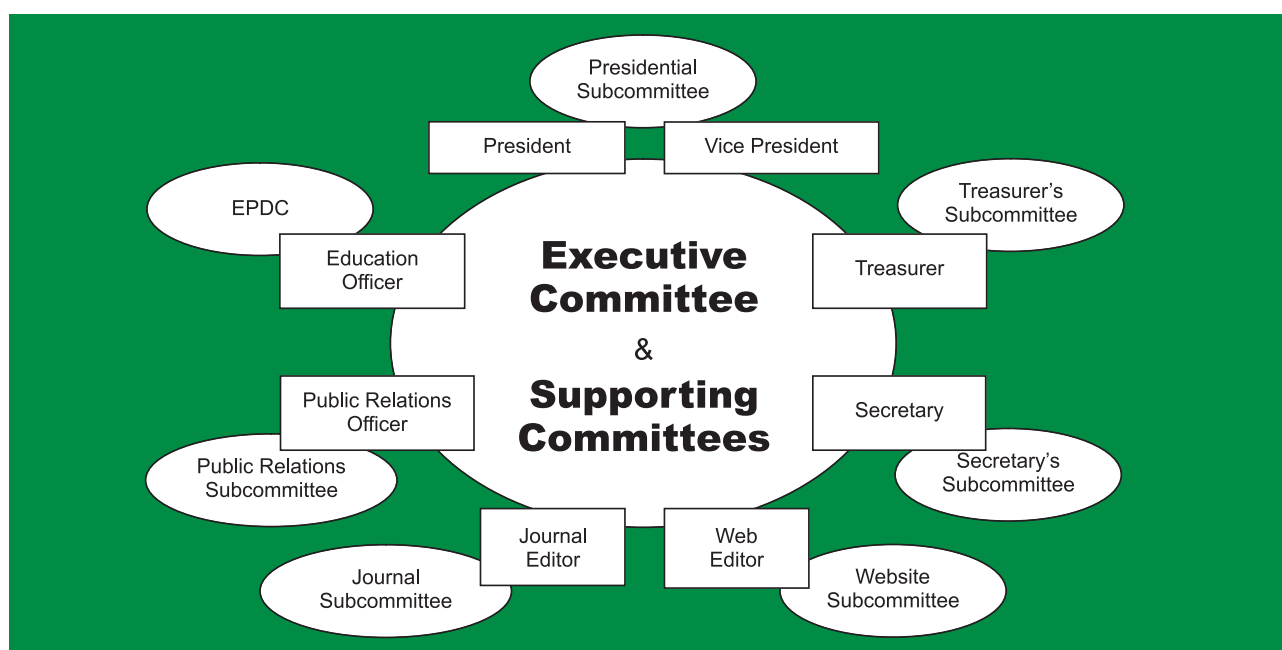 Presidential
Subcommittee
President
Vice President
EPDC
Treasurer’s
Subcommittee
Education
Officer
Treasurer
Executive
Committee
&
Supporting
Committees
Public Relations
Officer
Secretary
Public Relations
Subcommittee
Secretary’s
Subcommittee
Journal
Editor
Web
Editor
Journal
Subcommittee
Website
Subcommittee